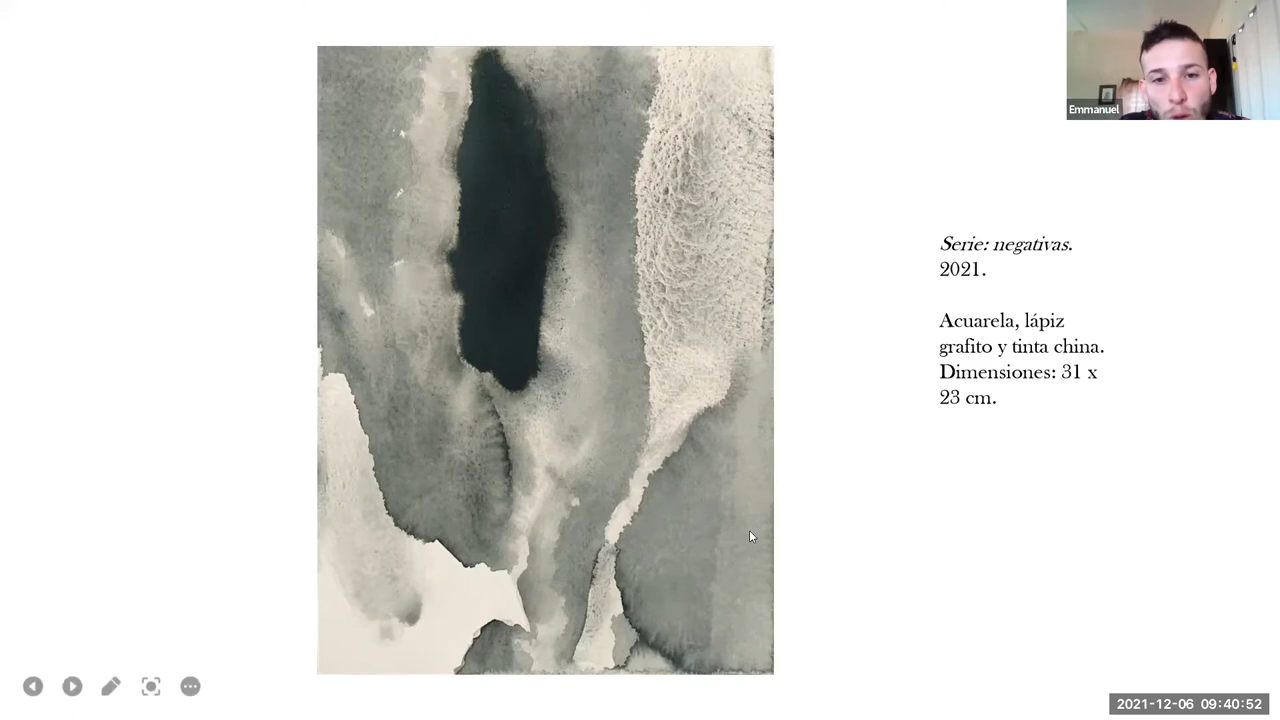 Emmanuel
Serie: negativas.
2021.
Acuarela, lápiz
grafito y tinta china.
Dimensiones: 31 x
23 cm.
2021-12-06 09:40:52